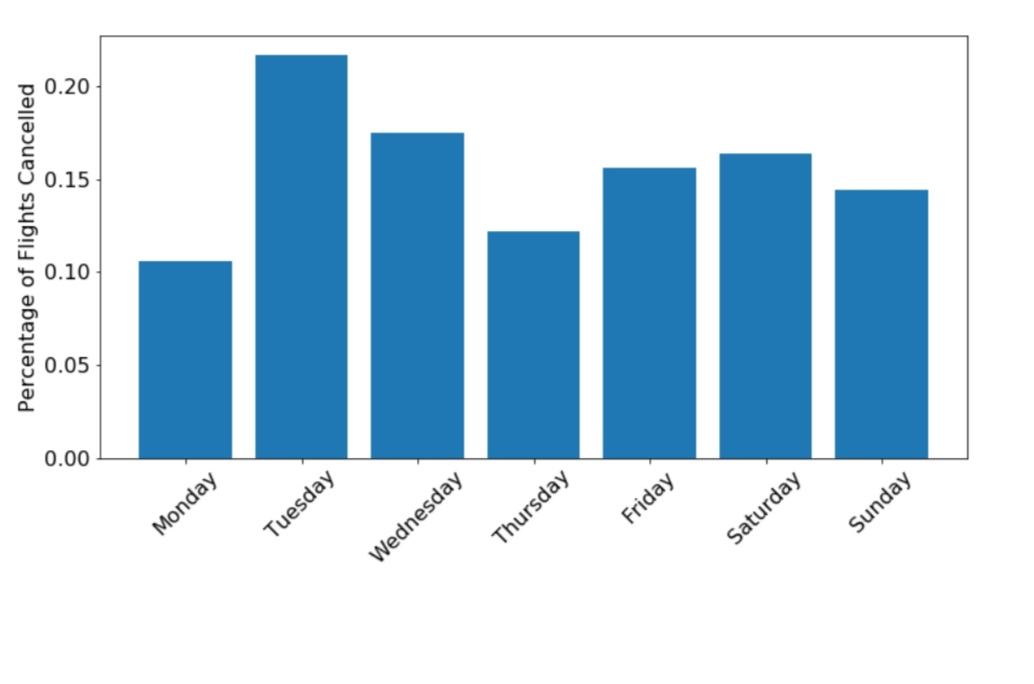 Percentage of Flights Cancelled
0.20
0.15
0.10
0.05
0.00
Monday
Tuesday
Wednesday
Thursday
Friday
Saturday
Sunday